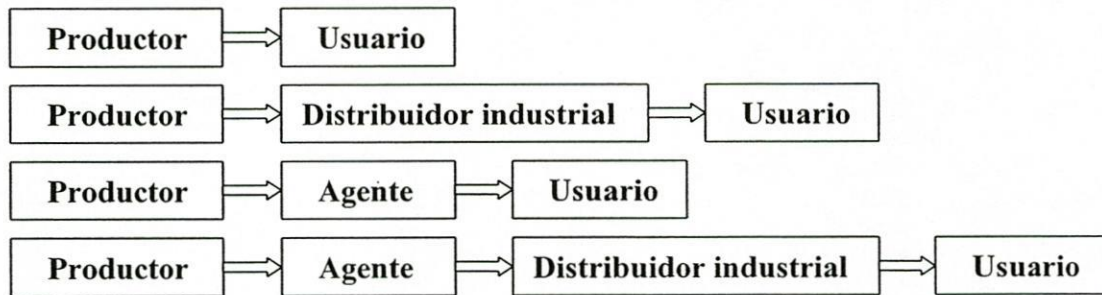 Productor Usuario
Productor Distribuidor industrial Usuario
Productor Agente Usuario
Productor Agente Distribuidor industrial Usuario